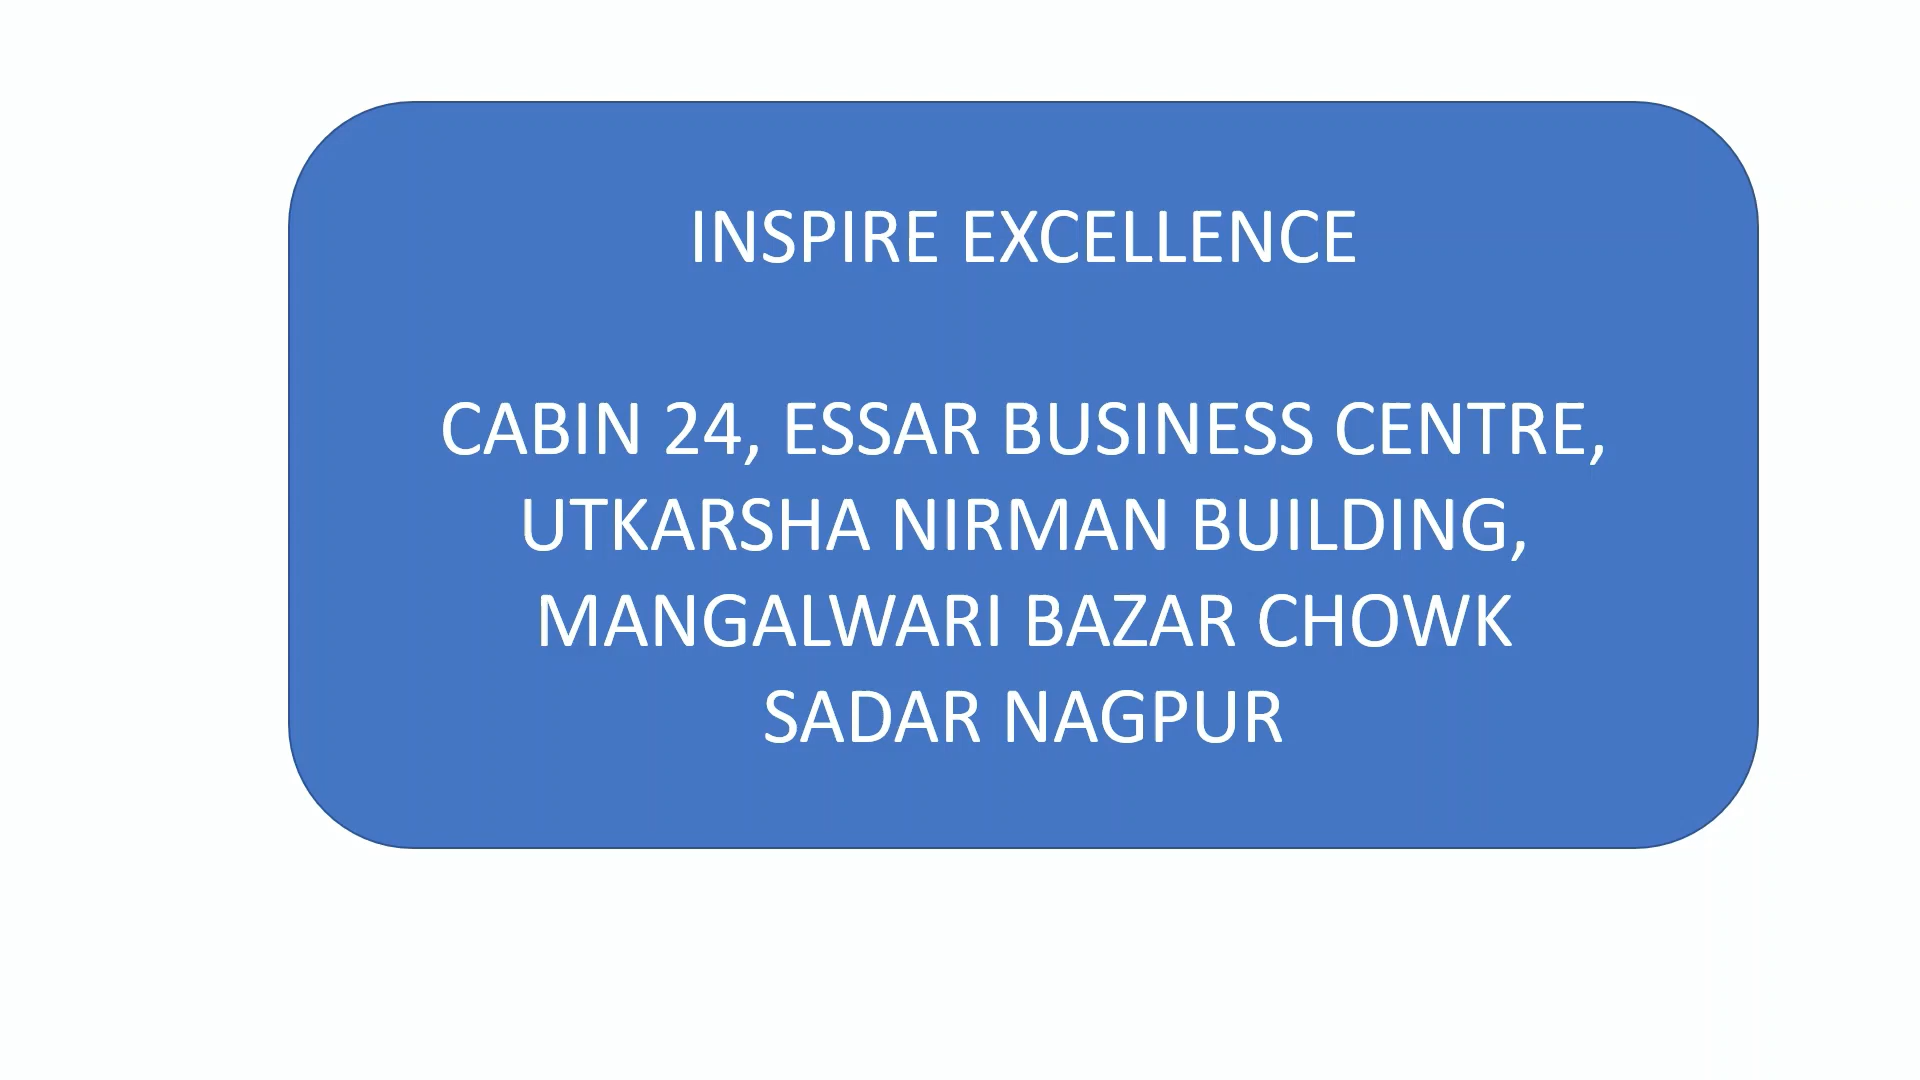 INSPIRE EXCELLENCE
CABIN 24, ESSAR BUSINESS CENTRE,
UTKARSHA NIRMAN BUILDING,
MANGALWARI BAZAR CHOWK
SADAR NAGPUR